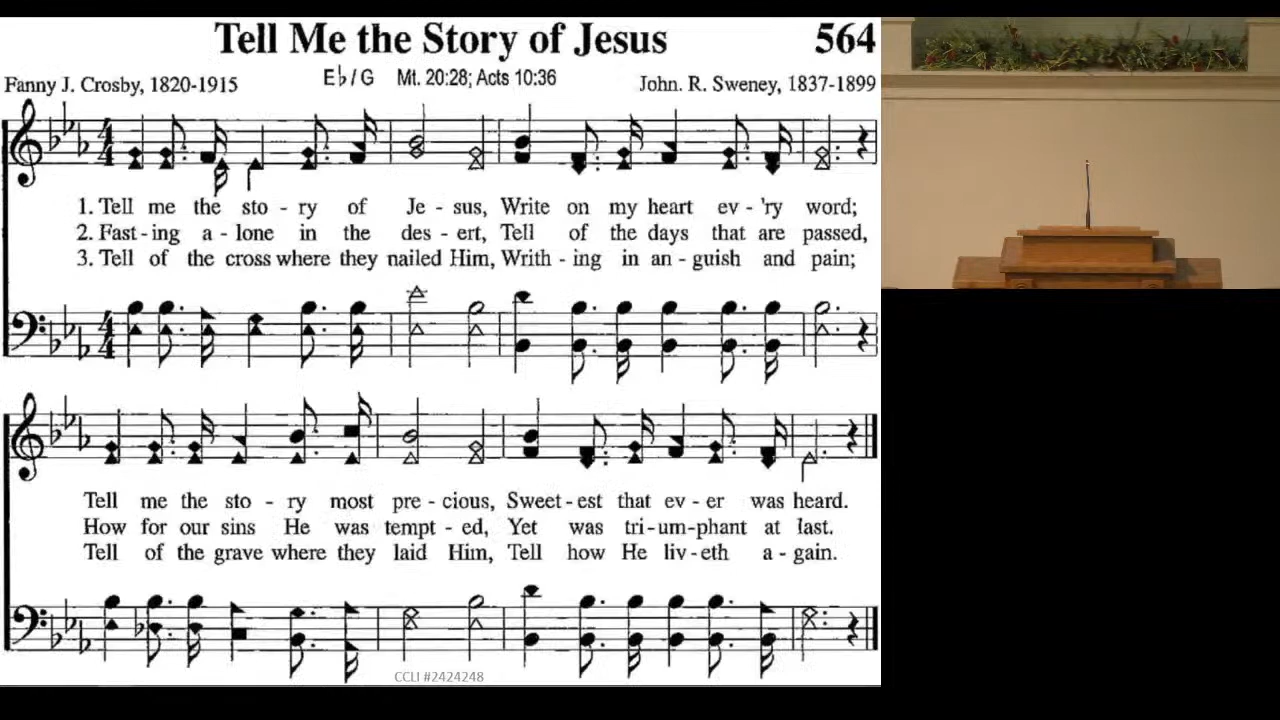 Tell Me the Story of Jesus 564
Fanny J. Crosby, 1820-1915 E♭/G Mt. 20:28; Acts 10:36 John. R. Sweney, 1837-1899
4/4
1. Tell me the sto - ry of Je - sus, Write on my heart ev - 'ry word;
2. Fast - ing a - lone in the des - ert, Tell of the days that are passed,
3. Tell of the cross where they nailed Him, Writh - ing in an - guish and pain;
4/4
Tell me the sto - ry most pre - cious, Sweet - est that ev - er was heard.
How for our sins He was tempt - ed, Yet was tri - um - phant at last.
Tell of the grave where they laid Him, Tell how He liv - eth a - gain.
CCLI #2424248